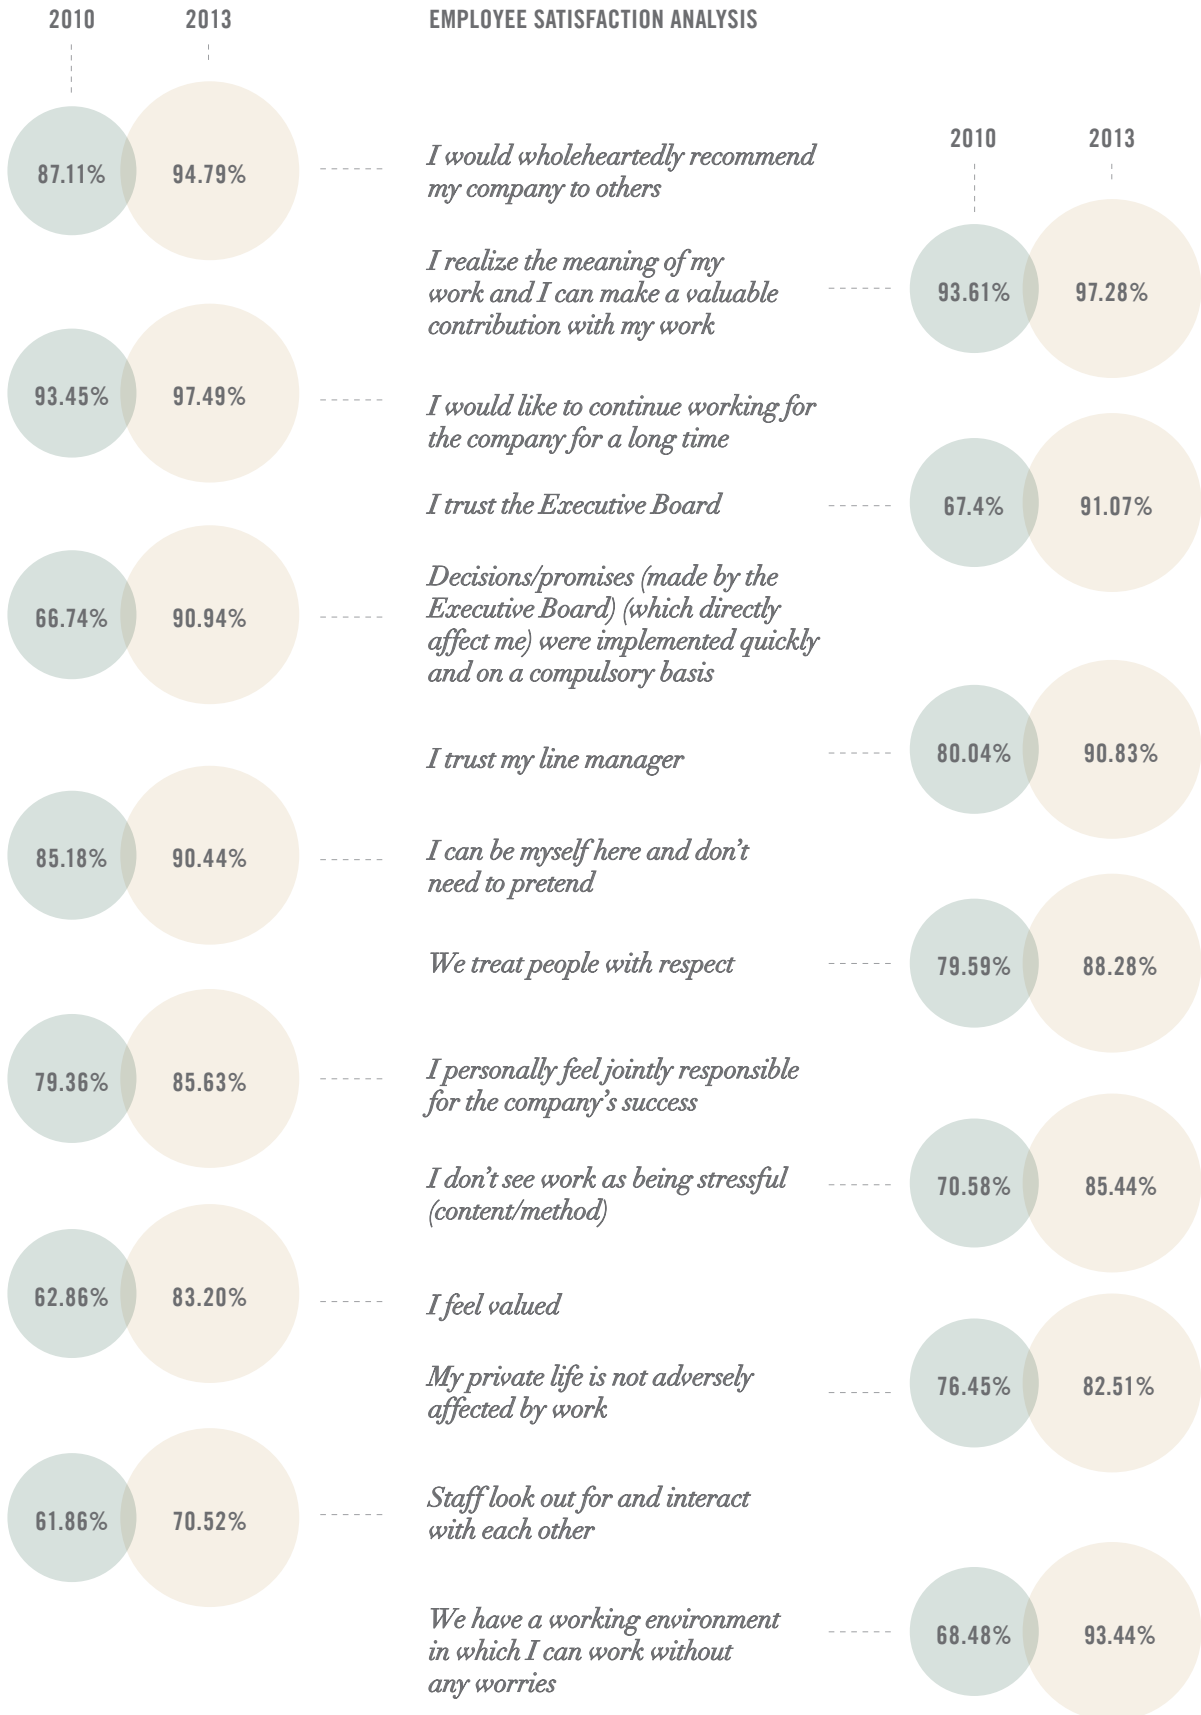 2010 2013 EMPLOYEE SATISFACTION ANALYSIS
87.11% 94.79%
I would wholeheartedly recommend
my company to others
2010 2013
I realize the meaning of my
work and I can make a valuable
contribution with my work
93.61% 97.28%
93.45% 97.49%
I would like to continue working for
the company for a long time
I trust the Executive Board
67.4% 91.07%
66.74% 90.94%
Decisions/promises (made by the
Executive Board) (which directly
affect me) were implemented quickly
and on a compulsory basis
I trust my line manager
80.04% 90.83%
85.18% 90.44%
I can be myself here and don’t
need to pretend
We treat people with respect
79.59% 88.28%
79.36% 85.63%
I personally feel jointly responsible
for the company’s success
I don’t see work as being stressful
(content/method)
70.58% 85.44%
62.86% 83.20%
I feel valued
My private life is not adversely
affected by work
76.45% 82.51%
61.86% 70.52%
Staff look out for and interact
with each other
We have a working environment
in which I can work without
any worries
68.48% 93.44%